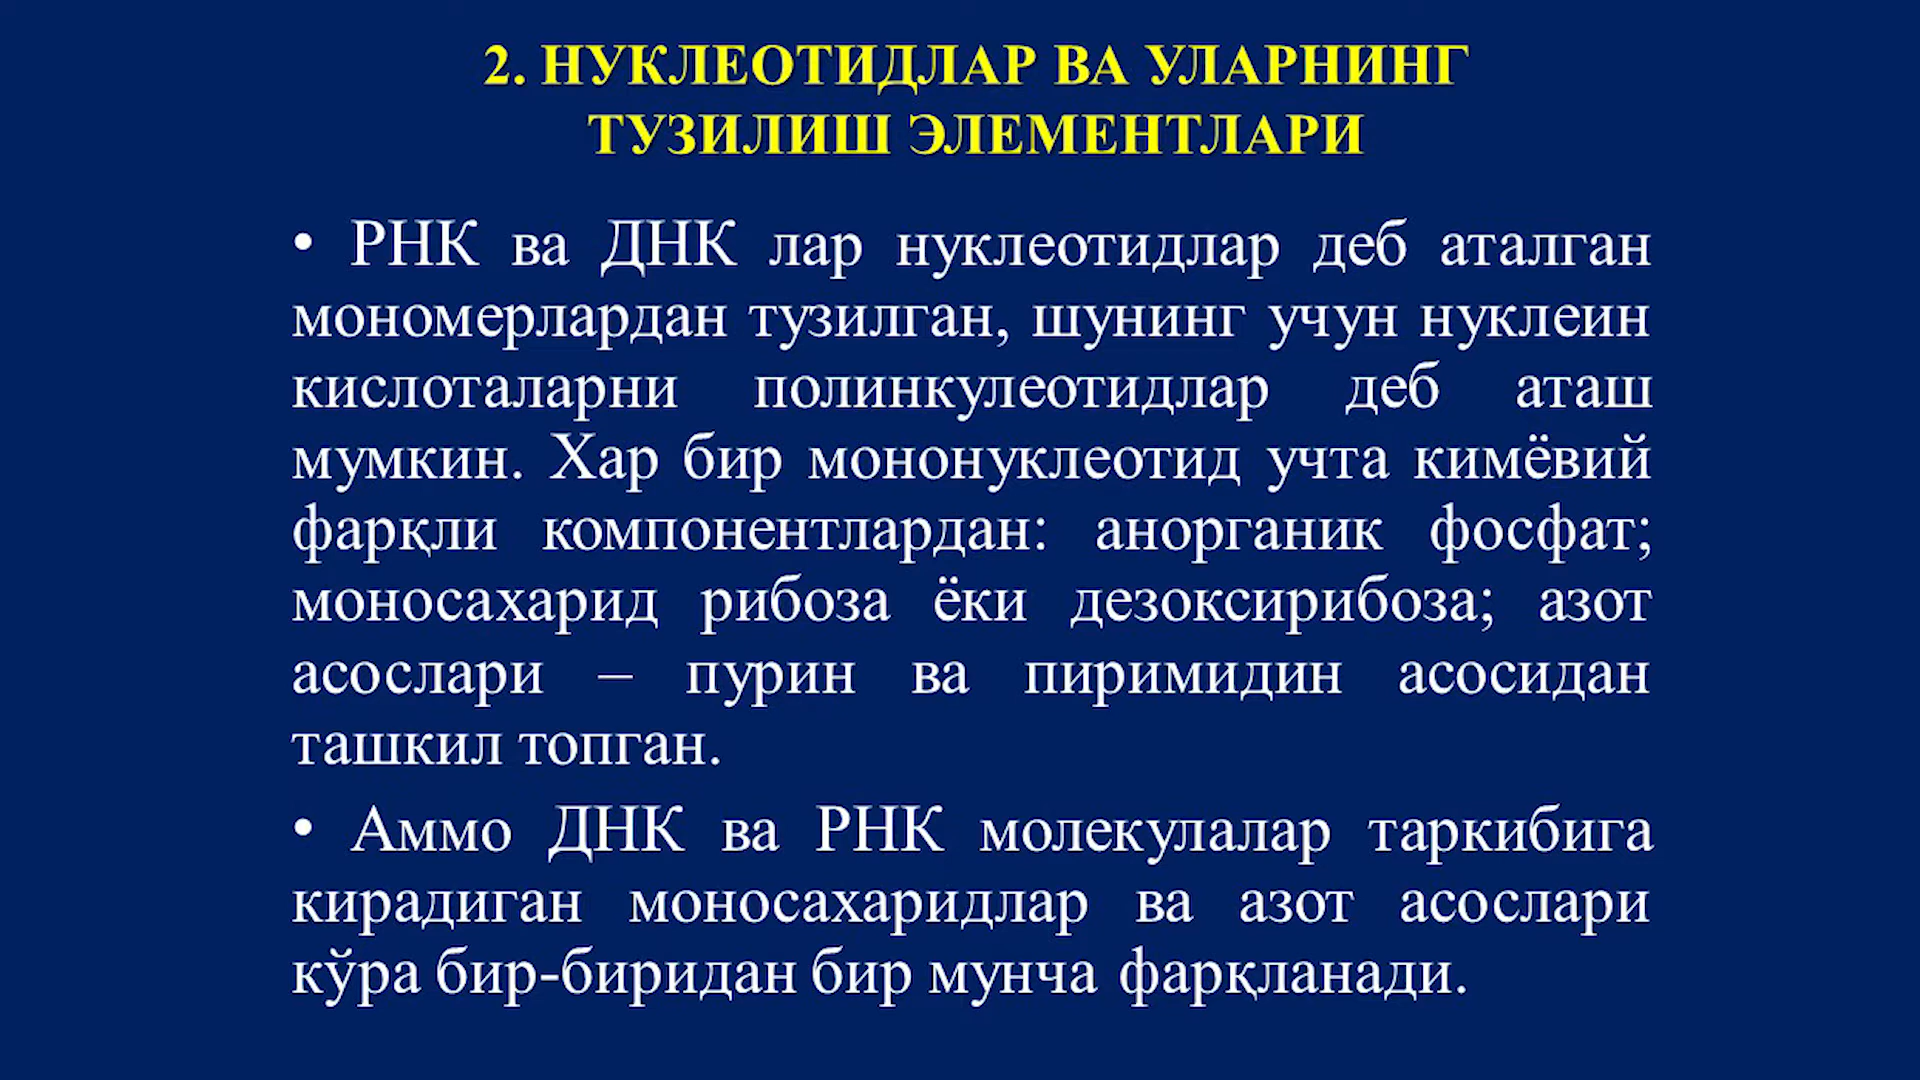 2. НУКЛЕОТИДЛАР ВА УЛАРНИНГ
ТУЗИЛИШ ЭЛЕМЕНТЛАРИ
• РНК ва ДНК лар нуклеотидлар деб аталган
мономерлардан тузилган, шунинг учун нуклеин
кислоталарни полинкулеотидлар деб аташ
мумкин. Хар бир мононуклеотид учта кимёвий
фарқли компонентлардан: анорганик фосфат;
моносахарид рибоза ёки дезоксирибоза; азот
асослари – пурин ва пиримидин асосидан
ташкил топган.
• Аммо ДНК ва РНК молекулалар таркибига
кирадиган моносахаридлар ва азот асослари
кўра бир-биридан бир мунча фарқланади.